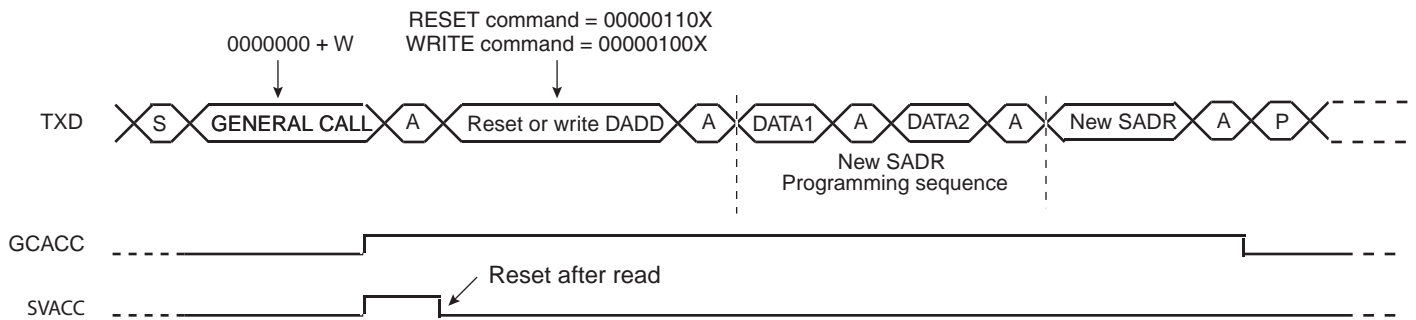 RESET command = 00000110X
0000000 + W
WRITE command = 00000100X
TXD
S
GENERAL CALL
A
Reset or write DADD
A
DATA1
A
DATA2
A
New SADR
A
P
New SADR
Programming sequence
GCACC
Reset after read
SVACC